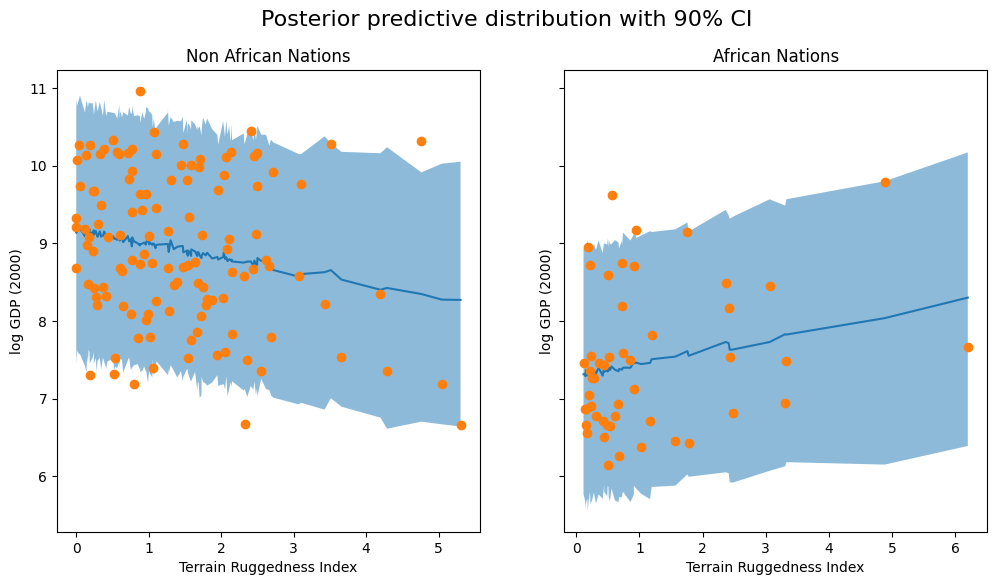 Posterior predictive distribution with 90% CI
Non African Nations
African Nations
11
10
9
8
7
6
log GDP (2000)
log GDP (2000)
0 1 2 3 4 5
0 1 2 3 4 5 6
Terrain Ruggedness Index
Terrain Ruggedness Index